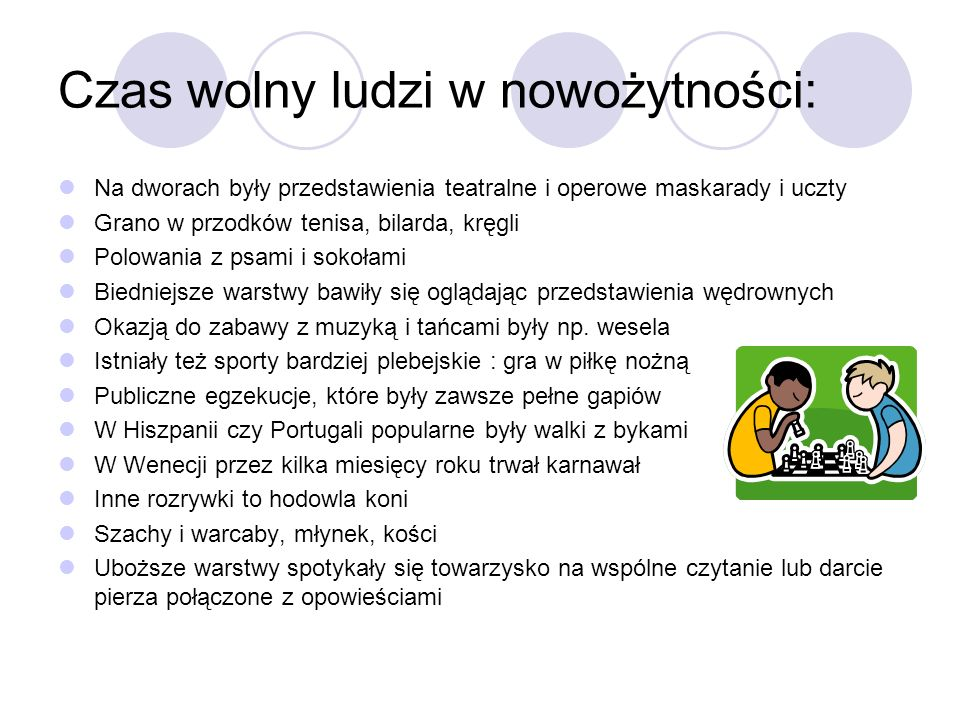 Czas wolny ludzi w nowożytności:
Na dworach były przedstawienia teatralne i operowe maskarady i uczty
Grano w przodków tenisa, bilarda, kręgli
Polowania z psami i sokołami
Biedniejsze warstwy bawiły się oglądając przedstawienia wędrownych
Okazją do zabawy z muzyką i tańcami były np. wesela
Istniały też sporty bardziej plebejskie : gra w piłkę nożną
Publiczne egzekucje, które były zawsze pełne gapiów
W Hiszpanii czy Portugali popularne były walki z bykami
W Wenecji przez kilka miesięcy roku trwał karnawał
Inne rozrywki to hodowla koni
Szachy i warcaby, młynek, kości
Uboższe warstwy spotykały się towarzysko na wspólne czytanie lub darcie
pierza połączone z opowieściami